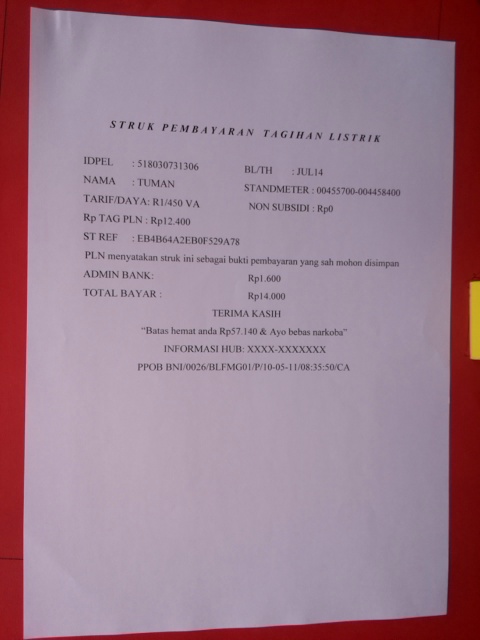 STRUK PEMBAYARAN TAGIHAN LISTRIK
IDPEL : 518030731306 BL/TH : JUL14
NAMA : TUMAN STANDMETER : 00455700-004458400
TARIF/DAYA: R1/450 VA NON SUBSIDI : Rp0
Rp TAG PLN : Rp12.400
ST REF : EB4B64A2EB0F529A78
PLN menyatakan struk ini sebagai bukti pembayaran yang sah mohon disimpan
ADMIN BANK: Rp1.600
TOTAL BAYAR : Rp14.000
TERIMA KASIH
“Batas hemat anda Rp57.140 & Ayo bebas narkoba”
INFORMASI HUB: XXXX-XXXXXXX
PPOB BNI/0026/BLFMG01/P/10-05-11/08:35:50/CA